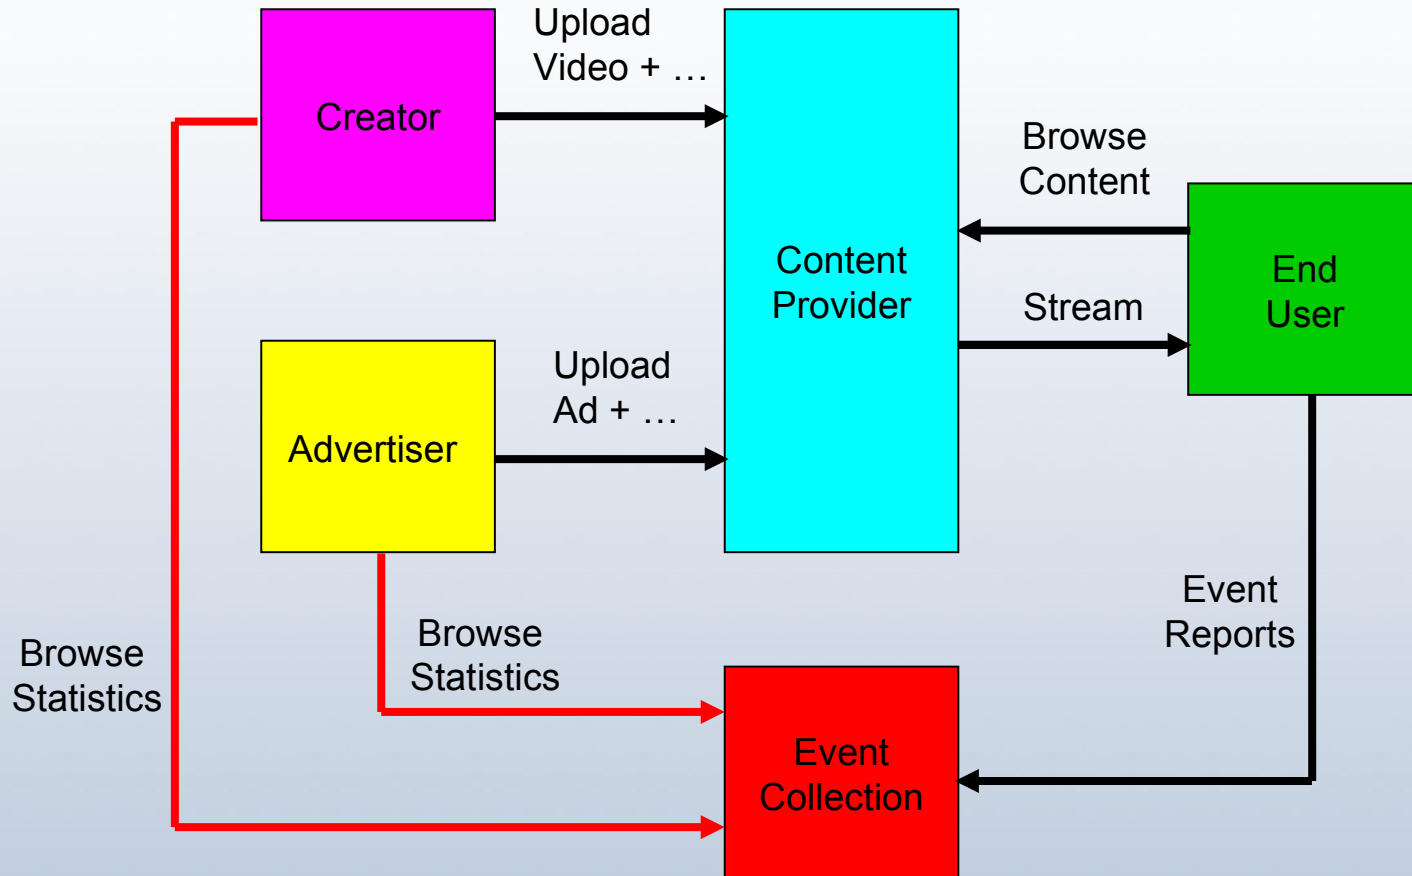 Upload
Video + …
Creator
Browse
Content
Content
Provider
End
User
Stream
Upload
Ad + …
Advertiser
Event
Reports
Browse
Statistics
Browse
Statistics
Event
Collection